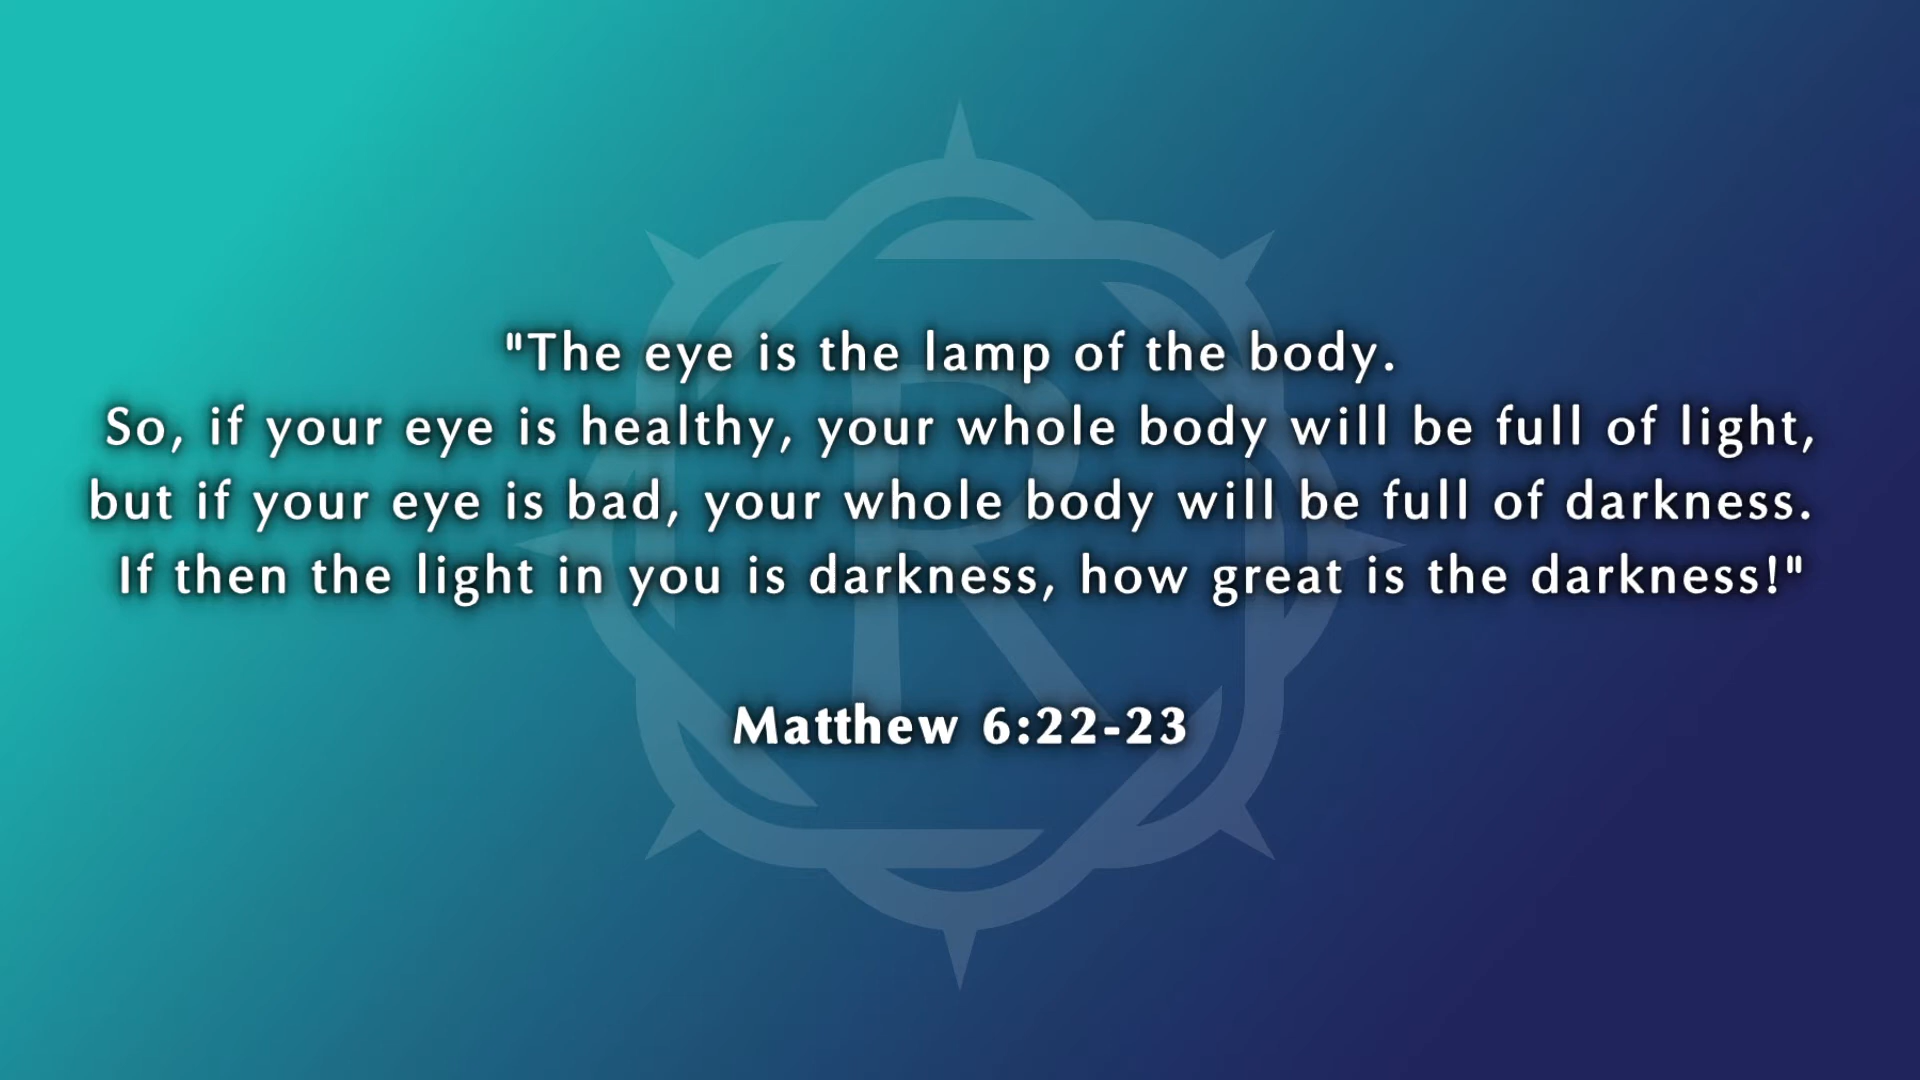 "The eye is the lamp of the body.
So, if your eye is healthy, your whole body will be full of light,
but if your eye is bad, your whole body will be full of darkness.
If then the light in you is darkness, how great is the darkness!"
Matthew 6:22-23
R